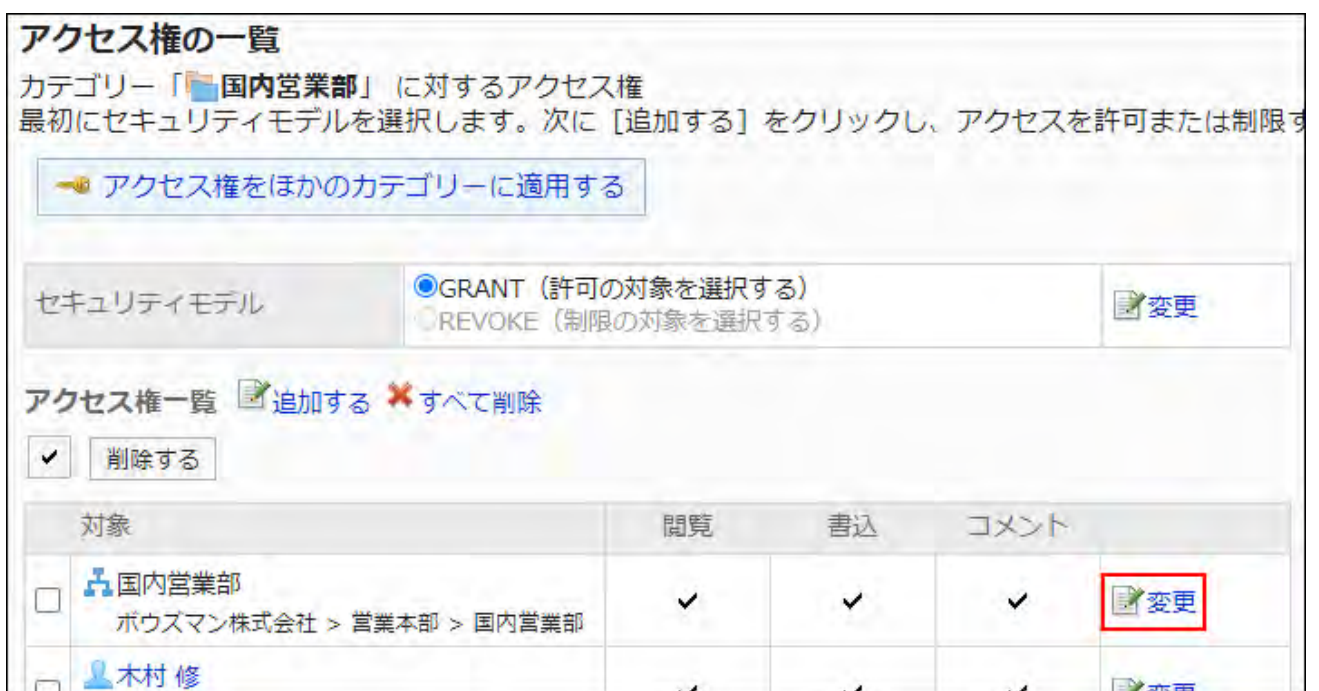 アクセス権の一覧
カテゴリー「国内営業部」 に対するアクセス権
最初にセキュリティモデルを選択します。次に［追加する］をクリックし、アクセスを許可または制限す
アクセス権をほかのカテゴリーに適用する
セキュリティモデル
GRANT（許可の対象を選択する）
REVOKE（制限の対象を選択する）
変更
アクセス権一覧 追加する すべて削除
削除する
対象 閲覧 書込 コメント
国内営業部
ボウズマン株式会社 > 営業本部 > 国内営業部
変更
木村 修
変更